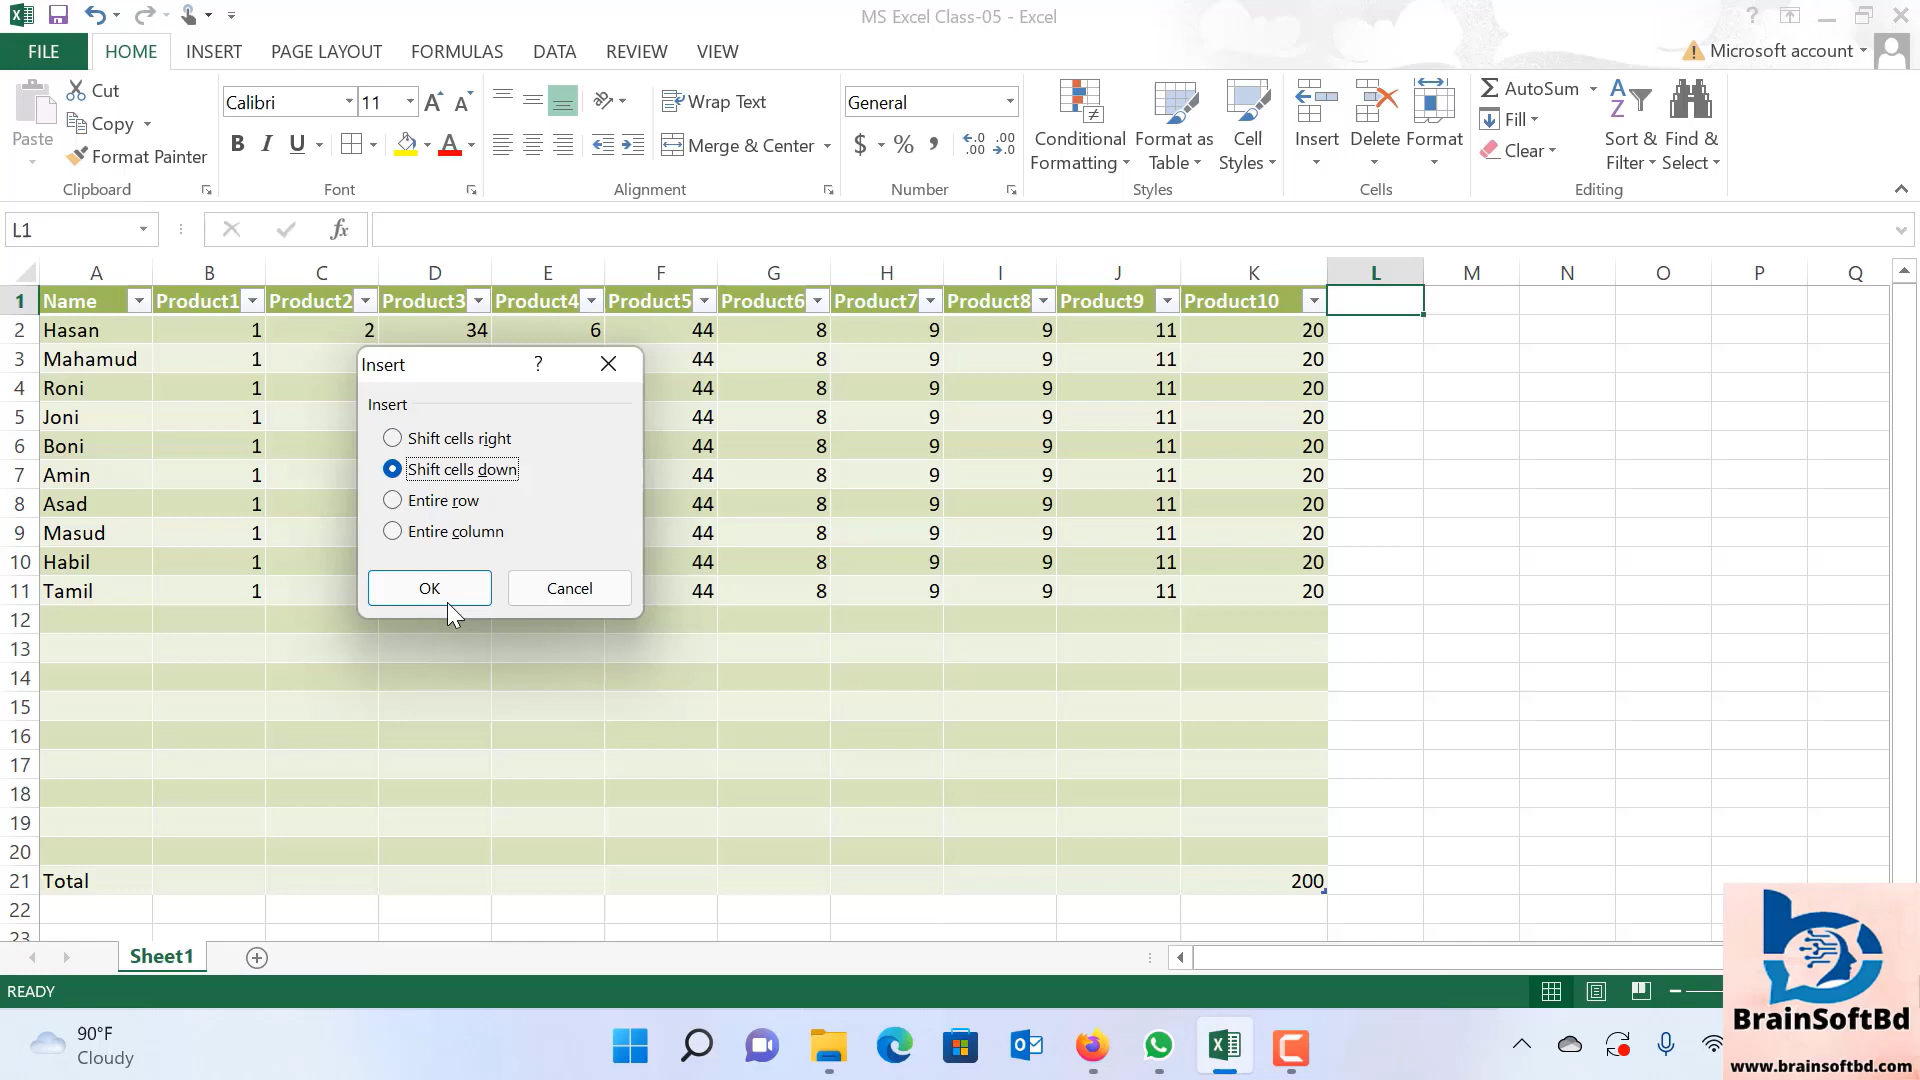 MS Excel Class-05 - Excel
FILE HOME INSERT PAGE LAYOUT FORMULAS DATA REVIEW VIEW Microsoft account
Paste Cut Copy Format Painter Clipboard
Calibri 11 B I U A Font
Wrap Text Merge & Center Alignment
General $ % , Number
Conditional Formatting Format as Table Cell Styles Styles
Insert Delete Format Cells
AutoSum Fill Clear Sort & Filter Find & Select Editing
L1 fx
A B C D E F G H I J K L M N O P Q
1 Name Product1 Product2 Product3 Product4 Product5 Product6 Product7 Product8 Product9 Product10
2 Hasan 1 2 34 6 44 8 9 9 11 20
3 Mahamud 1 44 8 9 9 11 20
4 Roni 1 44 8 9 9 11 20
5 Joni 1 44 8 9 9 11 20
6 Boni 1 44 8 9 9 11 20
7 Amin 1 44 8 9 9 11 20
8 Asad 1 44 8 9 9 11 20
9 Masud 1 44 8 9 9 11 20
10 Habil 1 44 8 9 9 11 20
11 Tamil 1 44 8 9 9 11 20
Insert ?
Insert
Shift cells right
Shift cells down
Entire row
Entire column
OK Cancel
12
13
14
15
16
17
18
19
20
21 Total 200
22
23
Sheet1
READY
90°F
Cloudy
BrainSoftBd
www.brainsoftbd.com